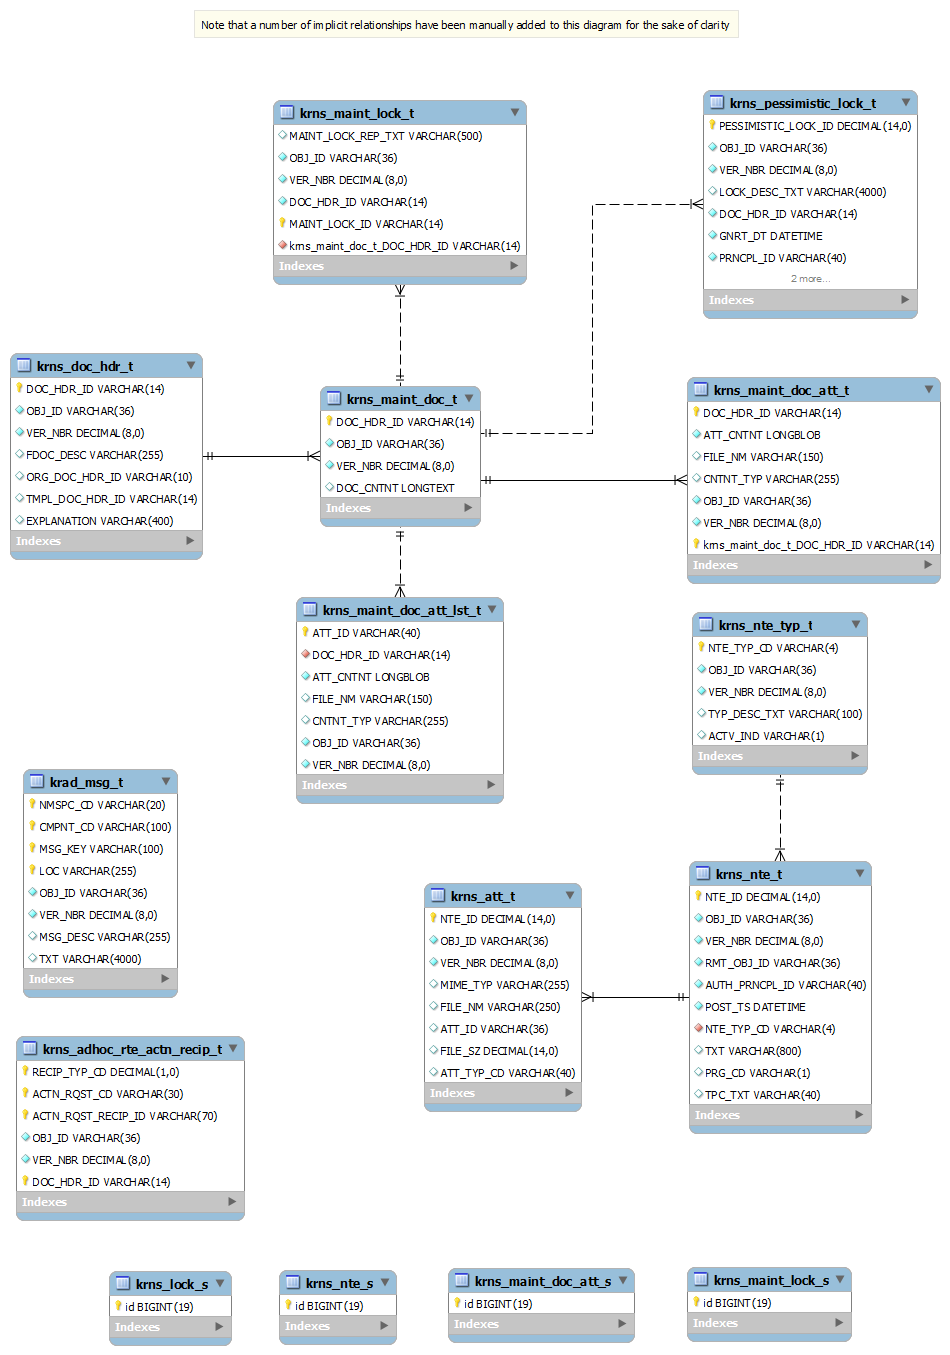 Note that a number of implicit relationships have been manually added to this diagram for the sake of clarity
krns_maint_lock_t
MAINT_LOCK_REP_TXT VARCHAR(500)
OBJ_ID VARCHAR(36)
VER_NBR DECIMAL(8,0)
DOC_HDR_ID VARCHAR(14)
MAINT_LOCK_ID VARCHAR(14)
krns_maint_doc_t_DOC_HDR_ID VARCHAR(14)
Indexes
krns_pessimistic_lock_t
PESSIMISTIC_LOCK_ID DECIMAL(14,0)
OBJ_ID VARCHAR(36)
VER_NBR DECIMAL(8,0)
LOCK_DESC_TXT VARCHAR(4000)
DOC_HDR_ID VARCHAR(14)
GNRT_DT DATETIME
PRNCPL_ID VARCHAR(40)
2 more...
Indexes
krns_doc_hdr_t
DOC_HDR_ID VARCHAR(14)
OBJ_ID VARCHAR(36)
VER_NBR DECIMAL(8,0)
FDOC_DESC VARCHAR(255)
ORG_DOC_HDR_ID VARCHAR(10)
TMPL_DOC_HDR_ID VARCHAR(14)
EXPLANATION VARCHAR(400)
Indexes
krns_maint_doc_t
DOC_HDR_ID VARCHAR(14)
OBJ_ID VARCHAR(36)
VER_NBR DECIMAL(8,0)
DOC_CNTNT LONGTEXT
Indexes
krns_maint_doc_att_t
DOC_HDR_ID VARCHAR(14)
ATT_CNTNT LONGBLOB
FILE_NM VARCHAR(150)
CNTNT_TYP VARCHAR(255)
OBJ_ID VARCHAR(36)
VER_NBR DECIMAL(8,0)
krns_maint_doc_t_DOC_HDR_ID VARCHAR(14)
Indexes
krns_maint_doc_att_lst_t
ATT_ID VARCHAR(40)
DOC_HDR_ID VARCHAR(14)
ATT_CNTNT LONGBLOB
FILE_NM VARCHAR(150)
CNTNT_TYP VARCHAR(255)
OBJ_ID VARCHAR(36)
VER_NBR DECIMAL(8,0)
Indexes
krns_nte_typ_t
NTE_TYP_CD VARCHAR(4)
OBJ_ID VARCHAR(36)
VER_NBR DECIMAL(8,0)
TYP_DESC_TXT VARCHAR(100)
ACTV_IND VARCHAR(1)
Indexes
krad_msg_t
NMSPC_CD VARCHAR(20)
CMPNT_CD VARCHAR(100)
MSG_KEY VARCHAR(100)
LOC VARCHAR(255)
OBJ_ID VARCHAR(36)
VER_NBR DECIMAL(8,0)
MSG_DESC VARCHAR(255)
TXT VARCHAR(4000)
Indexes
krns_att_t
NTE_ID DECIMAL(14,0)
OBJ_ID VARCHAR(36)
VER_NBR DECIMAL(8,0)
MIME_TYP VARCHAR(255)
FILE_NM VARCHAR(250)
ATT_ID VARCHAR(36)
FILE_SZ DECIMAL(14,0)
ATT_TYP_CD VARCHAR(40)
Indexes
krns_nte_t
NTE_ID DECIMAL(14,0)
OBJ_ID VARCHAR(36)
VER_NBR DECIMAL(8,0)
RMT_OBJ_ID VARCHAR(36)
AUTH_PRNCPL_ID VARCHAR(40)
POST_TS DATETIME
NTE_TYP_CD VARCHAR(4)
TXT VARCHAR(800)
PRG_CD VARCHAR(1)
TPC_TXT VARCHAR(40)
Indexes
krns_adhoc_rte_actn_recip_t
RECIP_TYP_CD DECIMAL(1,0)
ACTN_RQST_CD VARCHAR(30)
ACTN_RQST_RECIP_ID VARCHAR(70)
OBJ_ID VARCHAR(36)
VER_NBR DECIMAL(8,0)
DOC_HDR_ID VARCHAR(14)
Indexes
krns_lock_s
id BIGINT(19)
Indexes
krns_nte_s
id BIGINT(19)
Indexes
krns_maint_doc_att_s
id BIGINT(19)
Indexes
krns_maint_lock_s
id BIGINT(19)
Indexes